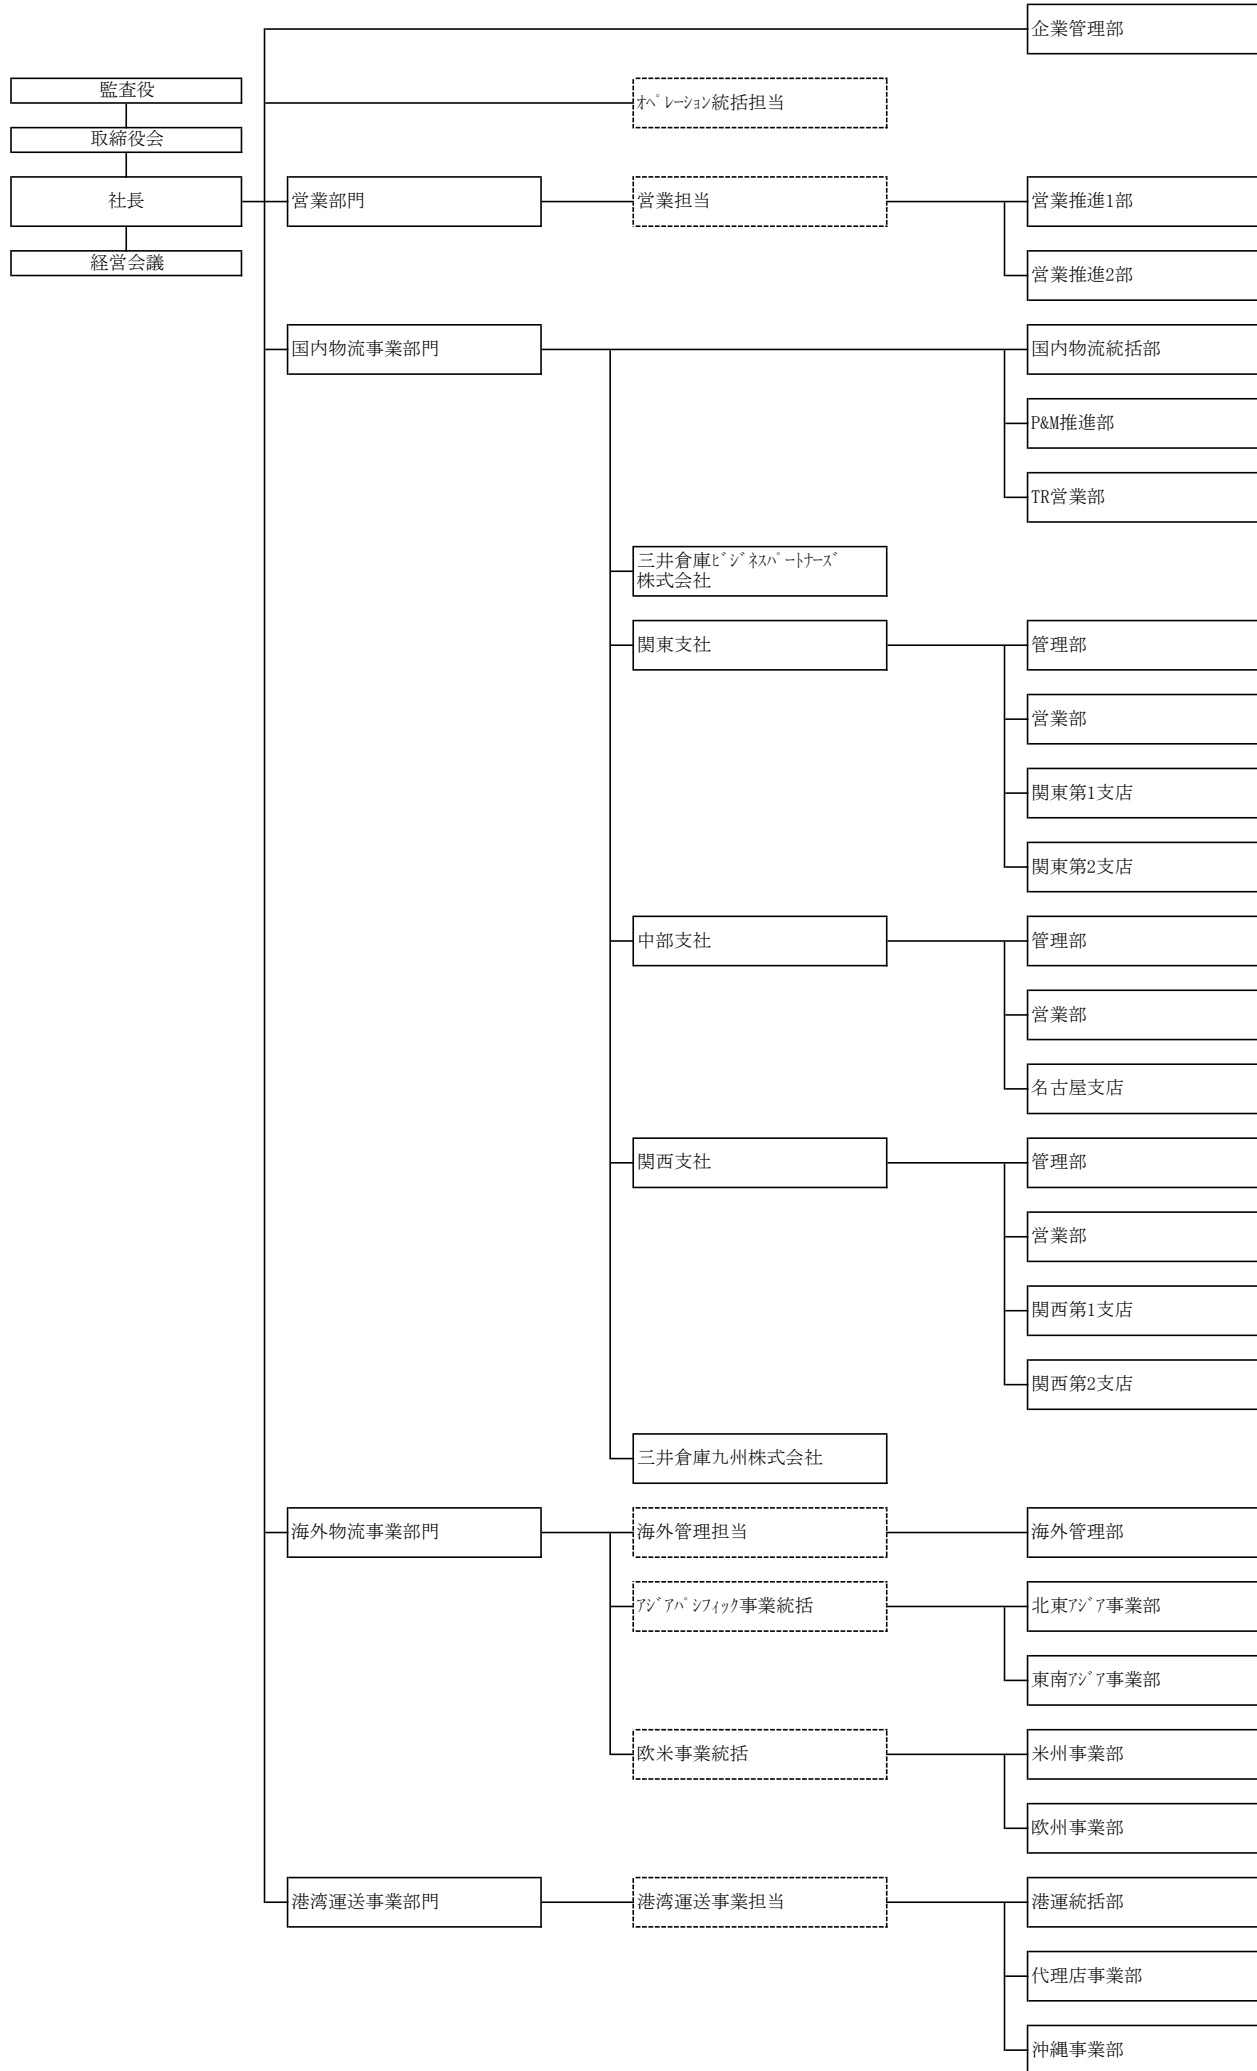 企業管理部
監査役
ｵﾍﾟﾚｰｼｮﾝ統括担当
取締役会
社長
営業部門
営業担当
営業推進1部
経営会議
営業推進2部
国内物流事業部門
国内物流統括部
P&M推進部
TR営業部
三井倉庫ﾋﾞｼﾞﾈｽﾊﾟｰﾄﾅｰｽﾞ
株式会社
関東支社
管理部
営業部
関東第1支店
関東第2支店
中部支社
管理部
営業部
名古屋支店
関西支社
管理部
営業部
関西第1支店
関西第2支店
三井倉庫九州株式会社
海外物流事業部門
海外管理担当
海外管理部
ｱｼﾞｱﾊﾟｼﾌｨｯｸ事業統括
北東ｱｼﾞｱ事業部
東南ｱｼﾞｱ事業部
欧米事業統括
米州事業部
欧州事業部
港湾運送事業部門
港湾運送事業担当
港運統括部
代理店事業部
沖縄事業部